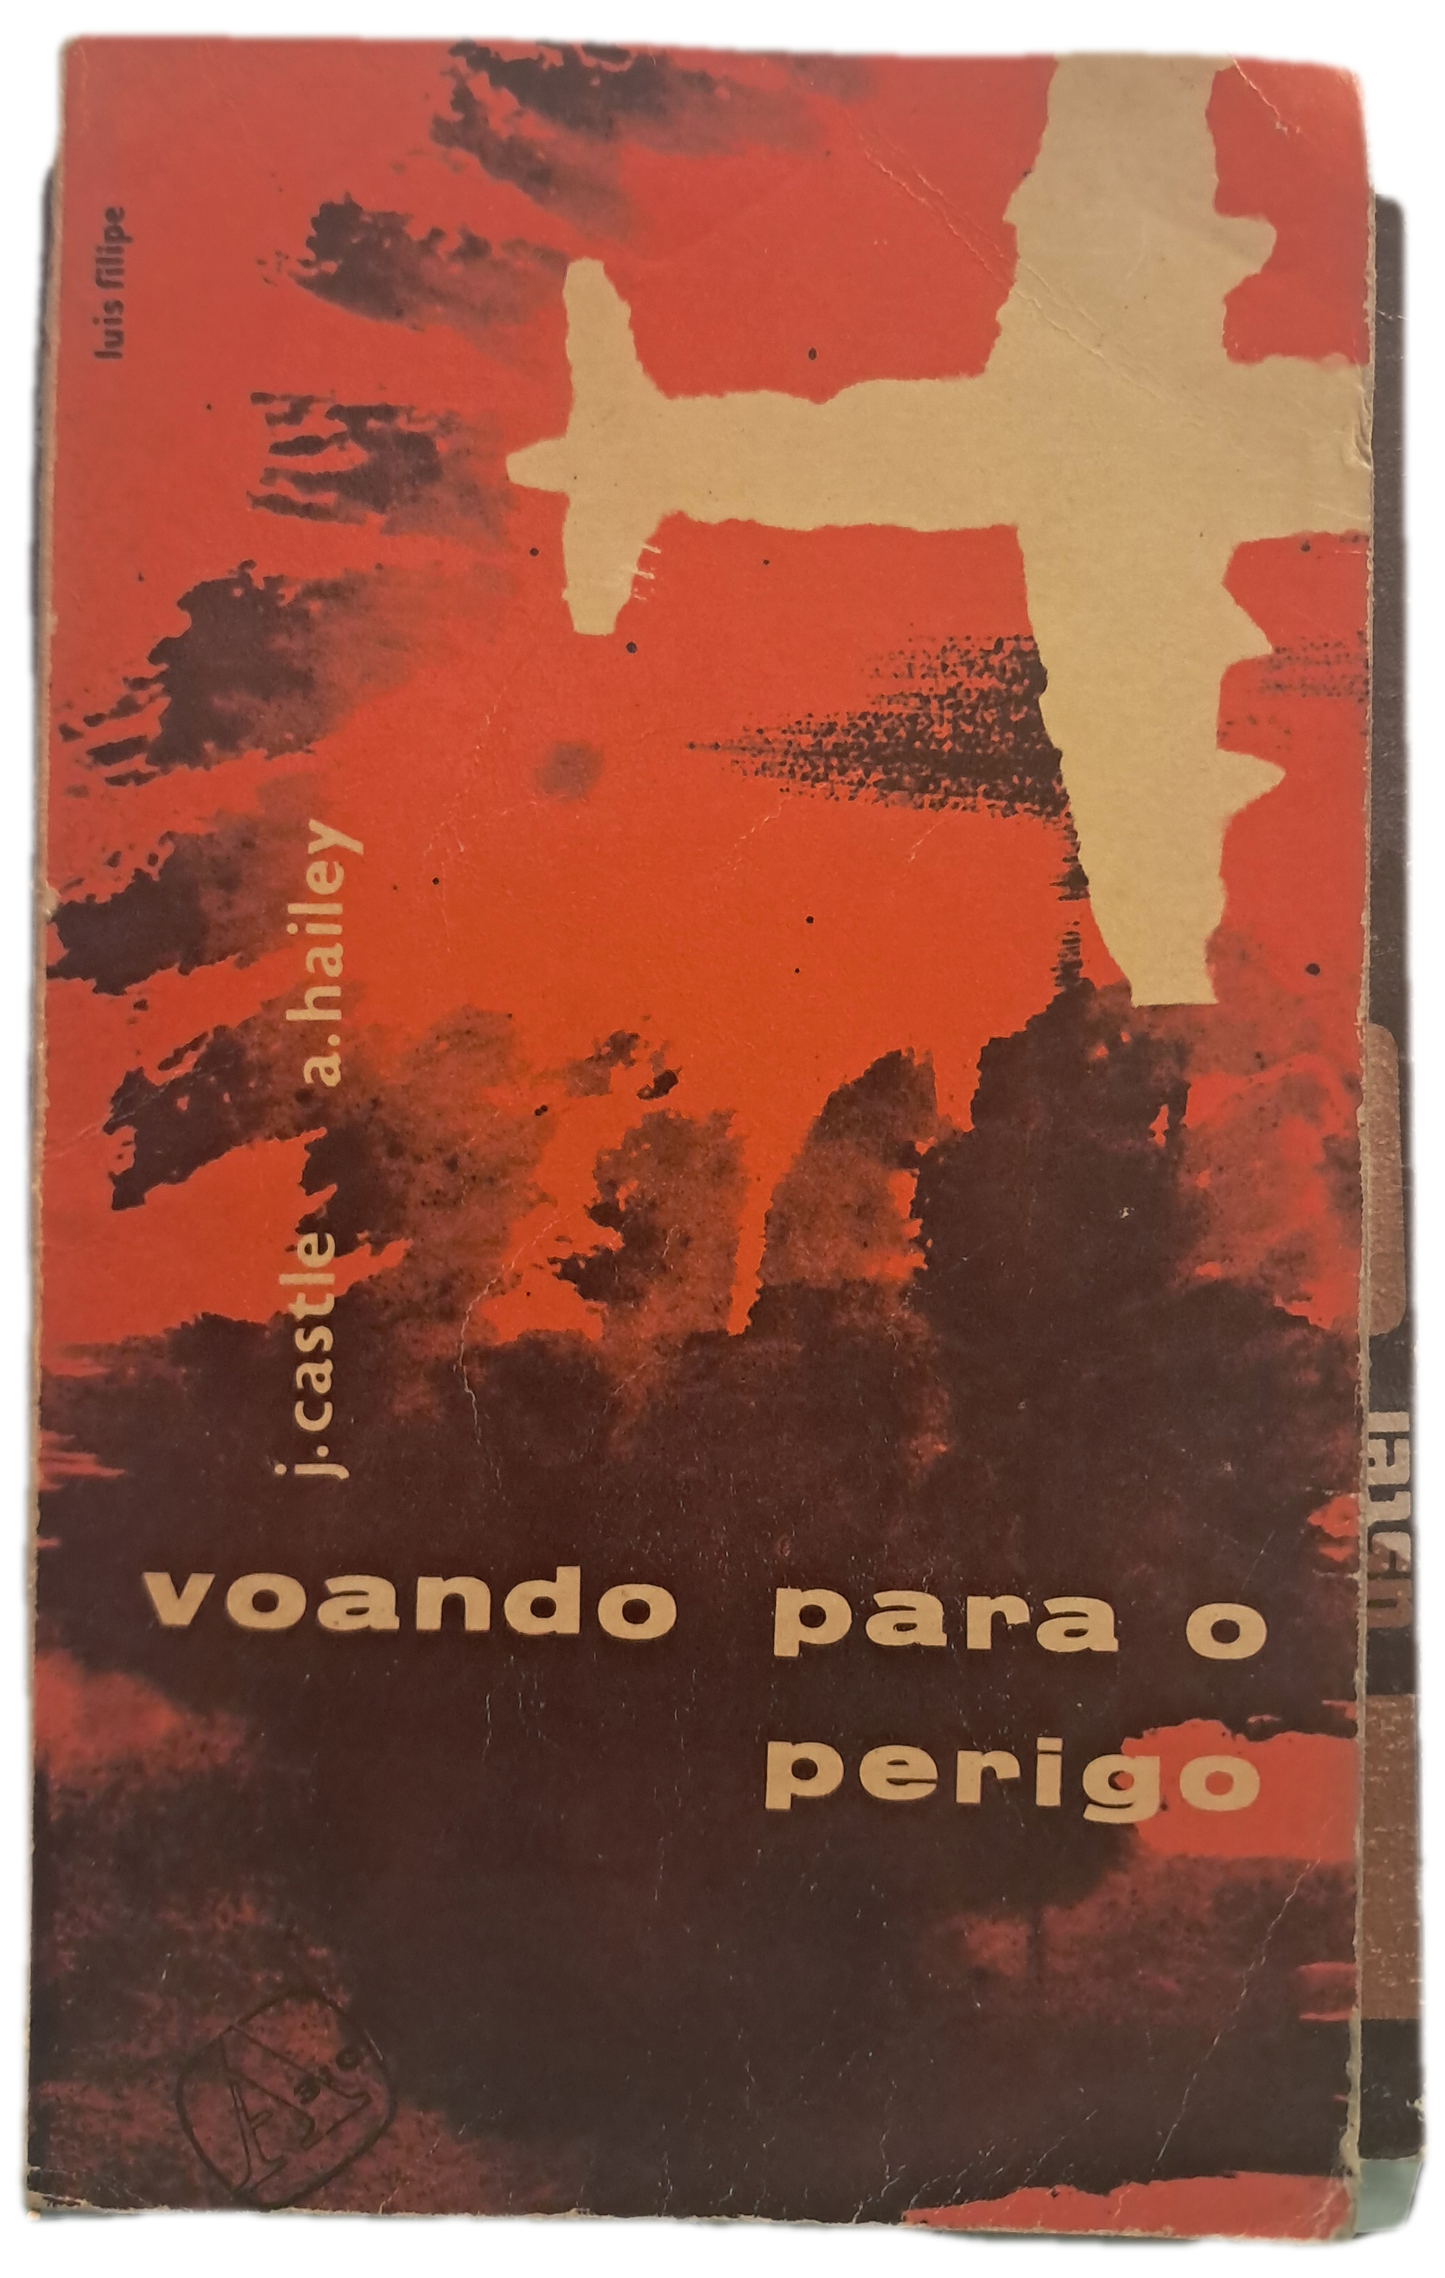 luis filipe
j. castle a. hailey
voando para o
perigo